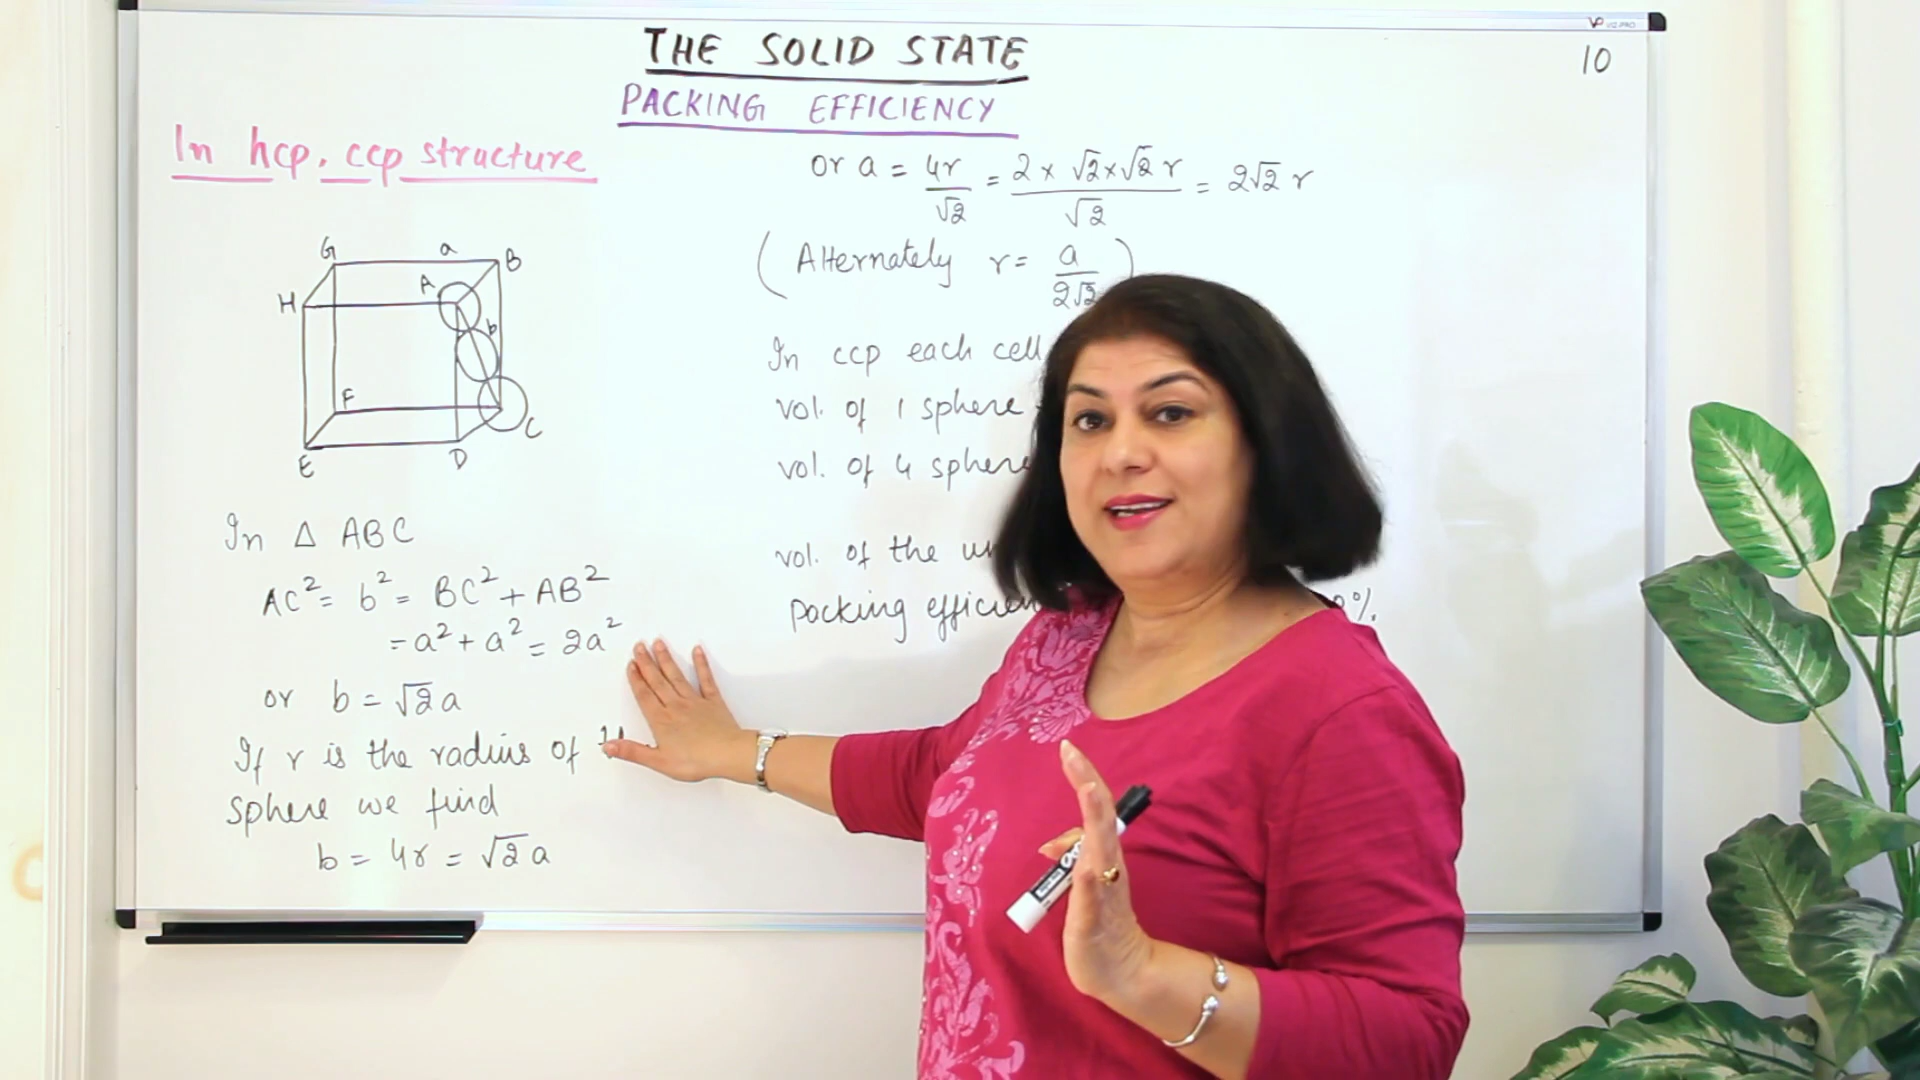 THE SOLID STATE
10
PACKING EFFICIENCY
In hcp, ccp structure
G a B
H A
b
F
C
E D
In Δ ABC
AC² = b² = BC² + AB²
= a² + a² = 2a²
or b = √2 a
If r is the radius of
sphere we find
b = 4r = √2 a
or a = 4r/√2 = 2 × √2 × √2 r/√2 = 2√2 r
(Alternately r = a/2√2)
In ccp each cell
vol. of 1 sphere
vol. of 4 sphere
vol. of the
packing
0%